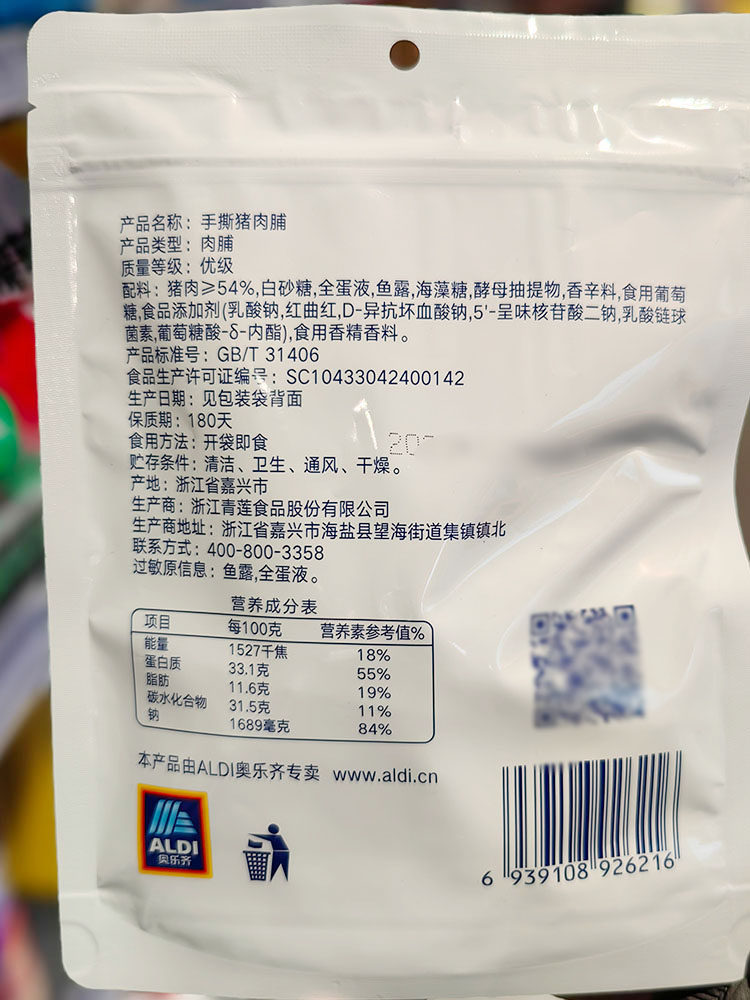 产品名称：手撕猪肉脯
产品类型：肉脯
质量等级：优级
配料：猪肉≥54%,白砂糖,全蛋液,鱼露,海藻糖,酵母抽提物,香辛料,食用葡萄
糖,食品添加剂(乳酸钠,红曲红,D-异抗坏血酸钠,5'-呈味核苷酸二钠,乳酸链球
菌素,葡萄糖酸-δ-内酯),食用香精香料。
产品标准号：GB/T 31406
食品生产许可证编号：SC10433042400142
生产日期：见包装袋背面
保质期：180天
食用方法：开袋即食
贮存条件：清洁、卫生、通风、干燥。
产地：浙江省嘉兴市
生产商：浙江青莲食品股份有限公司
生产商地址：浙江省嘉兴市海盐县望海街道集镇镇北
联系方式：400-800-3358
过敏原信息：鱼露,全蛋液。
营养成分表
项目 每100克 营养素参考值%
能量 1527千焦 18%
蛋白质 33.1克 55%
脂肪 11.6克 19%
碳水化合物 31.5克 11%
钠 1689毫克 84%
本产品由ALDI奥乐齐专卖 www.aldi.cn
ALDI
奥乐齐
6 939108 926216